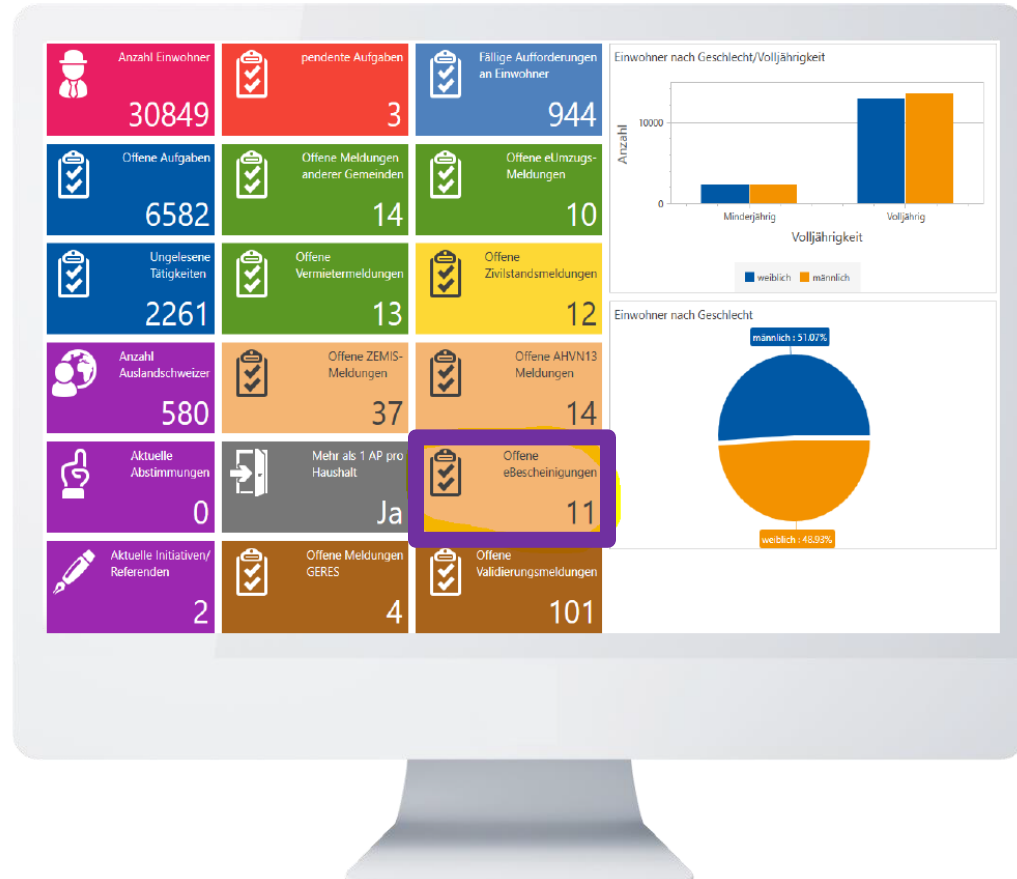 Anzahl Einwohner
30849
pendente Aufgaben
3
Fällige Aufforderungen
an Einwohner
944
Offene Aufgaben
6582
Offene Meldungen
anderer Gemeinden
14
Offene eUmzugs-
Meldungen
10
Ungelesene
Tätigkeiten
2261
Offene
Vermietermeldungen
13
Offene
Zivilstandsmeldungen
12
Anzahl
Auslandschweizer
580
Offene ZEMIS-
Meldungen
37
Offene AHVN13
Meldungen
14
Aktuelle
Abstimmungen
0
Mehr als 1 AP pro
Haushalt
Ja
Offene
eBescheinigungen
11
Aktuelle Initiativen/
Referenden
2
Offene Meldungen
GERES
4
Offene
Validierungsmeldungen
101
Einwohner nach Geschlecht/Volljährigkeit
Anzahl
10000
0
Minderjährig
Volljährig
Volljährigkeit
weiblich
männlich
Einwohner nach Geschlecht
männlich : 51.07%
weiblich : 48.93%